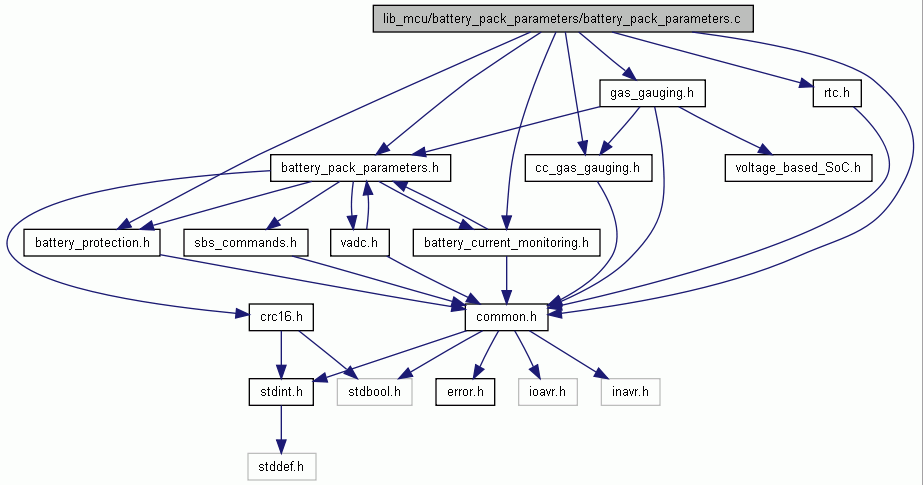 lib_mcu/battery_pack_parameters/battery_pack_parameters.c
gas_gauging.h
rtc.h
battery_pack_parameters.h
cc_gas_gauging.h
voltage_based_SoC.h
battery_protection.h
sbs_commands.h
vadc.h
battery_current_monitoring.h
crc16.h
common.h
stdint.h
stdbool.h
error.h
ioavr.h
inavr.h
stddef.h